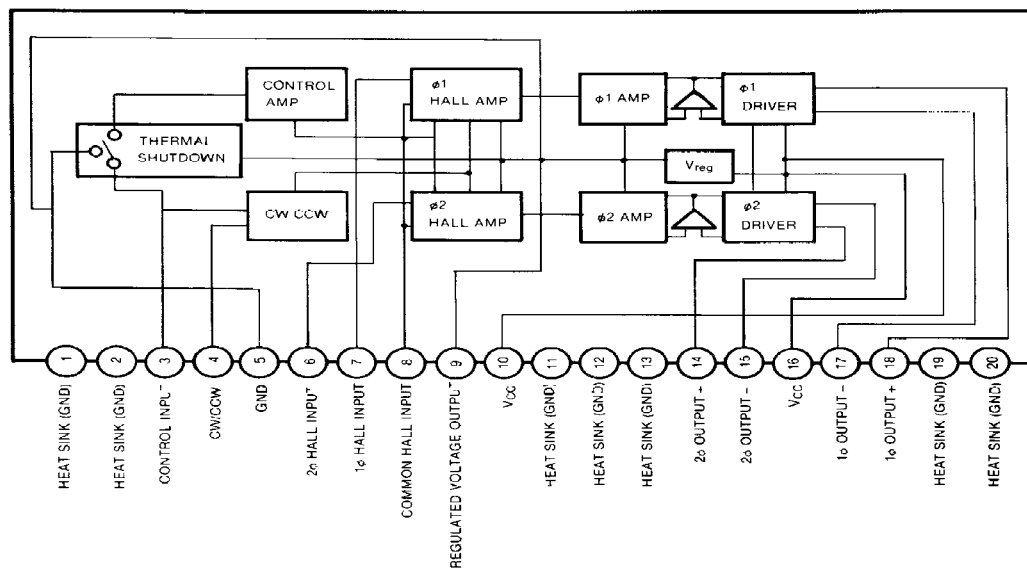 CONTROL
AMP
φ1
HALL AMP
φ1 AMP
φ1
DRIVER
THERMAL
SHUTDOWN
Vreg
CW CCW
φ2
HALL AMP
φ2 AMP
φ2
DRIVER
1
2
3
4
5
6
7
8
9
10
11
12
13
14
15
16
17
18
19
20
HEAT SINK (GND)
HEAT SINK (GND)
CONTROL INPUT
CW/CCW
GND
2φ HALL INPUT
1φ HALL INPUT
COMMON HALL INPUT
REGULATED VOLTAGE OUTPUT
VCC
HEAT SINK (GND)
HEAT SINK (GND)
HEAT SINK (GND)
2φ OUTPUT +
2φ OUTPUT −
VCC
1φ OUTPUT −
1φ OUTPUT +
HEAT SINK (GND)
HEAT SINK (GND)